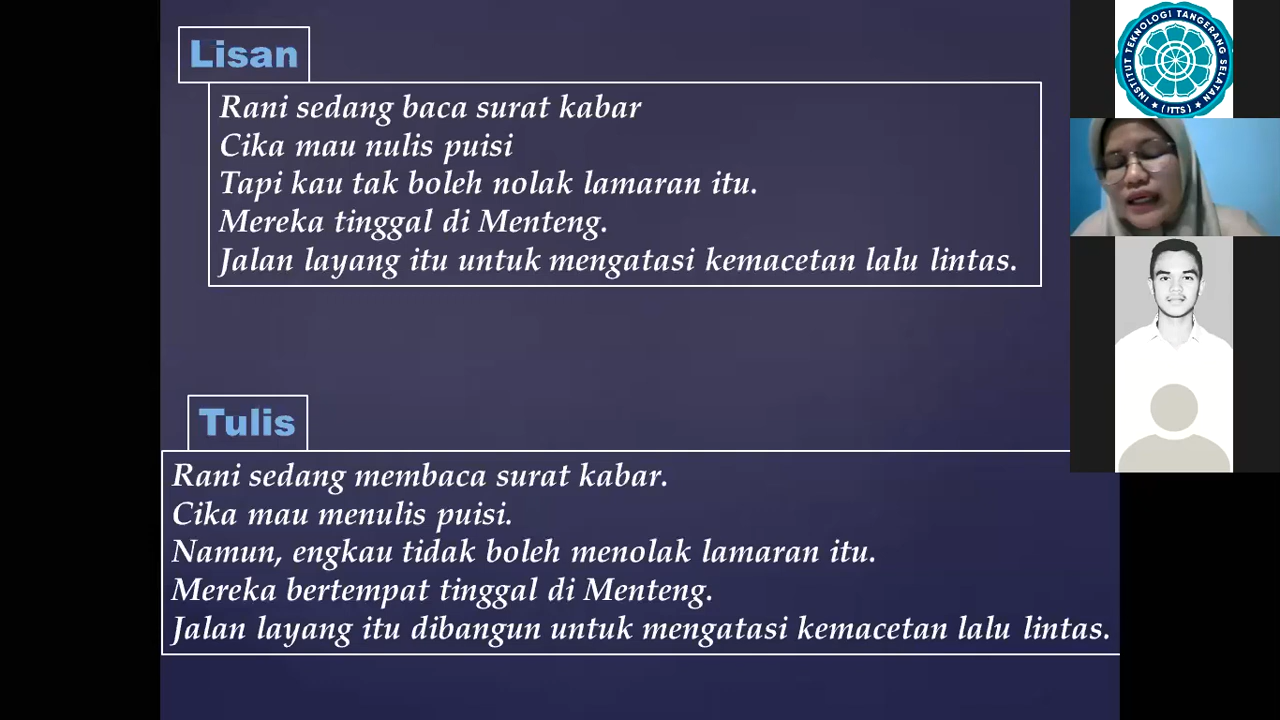 Lisan
Rani sedang baca surat kabar
Cika mau nulis puisi
Tapi kau tak boleh nolak lamaran itu.
Mereka tinggal di Menteng.
Jalan layang itu untuk mengatasi kemacetan lalu lintas.
Tulis
Rani sedang membaca surat kabar.
Cika mau menulis puisi.
Namun, engkau tidak boleh menolak lamaran itu.
Mereka bertempat tinggal di Menteng.
Jalan layang itu dibangun untuk mengatasi kemacetan lalu lintas.
INSTITUT TEKNOLOGI TANGERANG SELATAN
(ITTS)